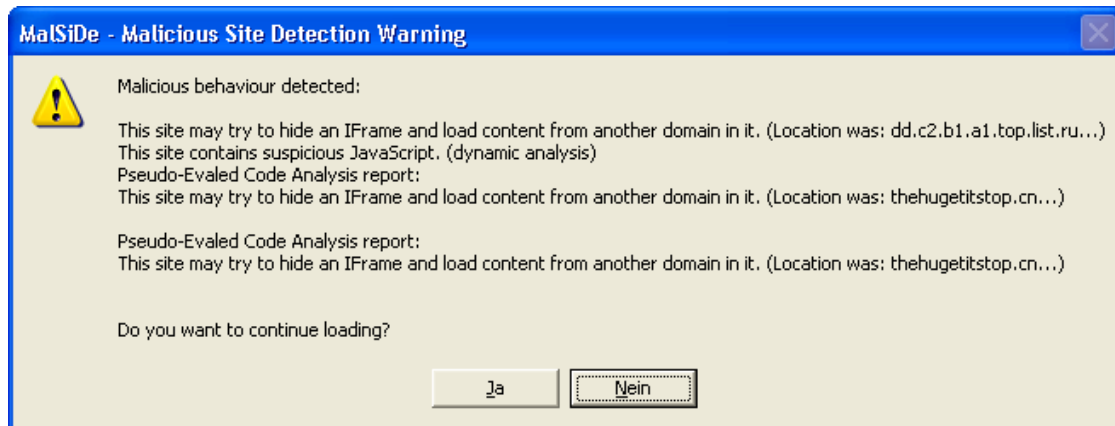 MalSiDe - Malicious Site Detection Warning
Malicious behaviour detected:
This site may try to hide an IFrame and load content from another domain in it. (Location was: dd.c2.b1.a1.top.list.ru...)
This site contains suspicious JavaScript. (dynamic analysis)
Pseudo-Evaled Code Analysis report:
This site may try to hide an IFrame and load content from another domain in it. (Location was: thehugetitstop.cn...)
Pseudo-Evaled Code Analysis report:
This site may try to hide an IFrame and load content from another domain in it. (Location was: thehugetitstop.cn...)
Do you want to continue loading?
Ja Nein